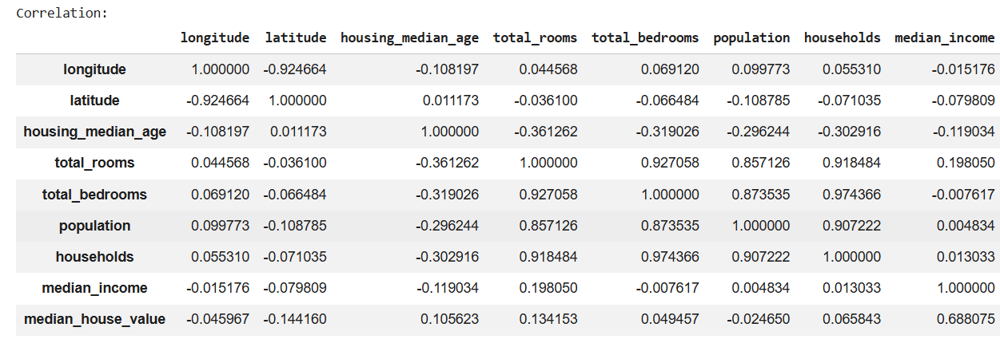 Correlation:
longitude latitude housing_median_age total_rooms total_bedrooms population households median_income
longitude 1.000000 -0.924664 -0.108197 0.044568 0.069120 0.099773 0.055310 -0.015176
latitude -0.924664 1.000000 0.011173 -0.036100 -0.066484 -0.108785 -0.071035 -0.079809
housing_median_age -0.108197 0.011173 1.000000 -0.361262 -0.319026 -0.296244 -0.302916 -0.119034
total_rooms 0.044568 -0.036100 -0.361262 1.000000 0.927058 0.857126 0.918484 0.198050
total_bedrooms 0.069120 -0.066484 -0.319026 0.927058 1.000000 0.873535 0.974366 -0.007617
population 0.099773 -0.108785 -0.296244 0.857126 0.873535 1.000000 0.907222 0.004834
households 0.055310 -0.071035 -0.302916 0.918484 0.974366 0.907222 1.000000 0.013033
median_income -0.015176 -0.079809 -0.119034 0.198050 -0.007617 0.004834 0.013033 1.000000
median_house_value -0.045967 -0.144160 0.105623 0.134153 0.049457 -0.024650 0.065843 0.688075